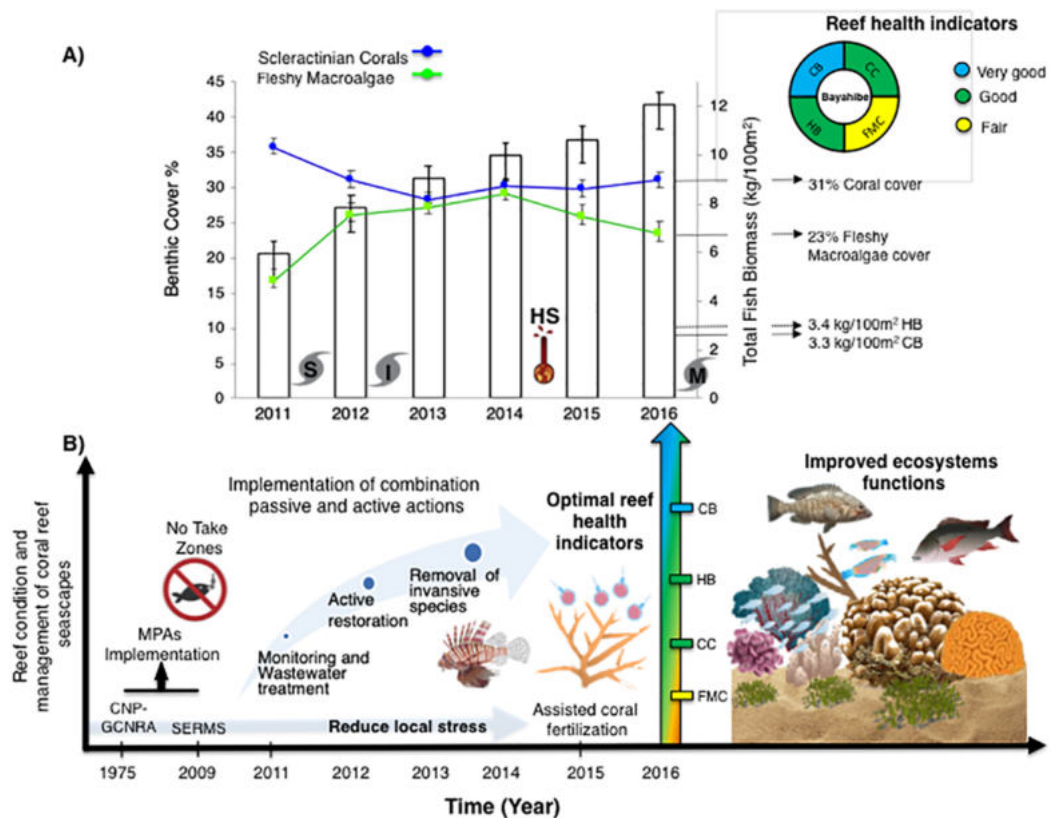 A)
Scleractinian Corals
Fleshy Macroalgae
Reef health indicators
CB
CC
HB
FMC
Bayahibe
Very good
Good
Fair
Benthic Cover %
45
40
35
30
25
20
15
10
5
0
Total Fish Biomass (kg/100m²)
12
10
8
6
4
2
0
31% Coral cover
23% Fleshy
Macroalgae cover
3.4 kg/100m² HB
3.3 kg/100m² CB
S
I
HS
M
2011
2012
2013
2014
2015
2016
B)
Reef condition and
management of coral reef
seascapes
Implementation of combination
passive and active actions
No Take
Zones
MPAs
Implementation
CNP-
GCNRA
SERMS
Monitoring and
Wastewater
treatment
Active
restoration
Removal of
invansive
species
Reduce local stress
Optimal reef
health
indicators
Assisted coral
fertilization
CB
HB
CC
FMC
Improved ecosystems
functions
1975
2009
2011
2012
2013
2014
2015
2016
Time (Year)